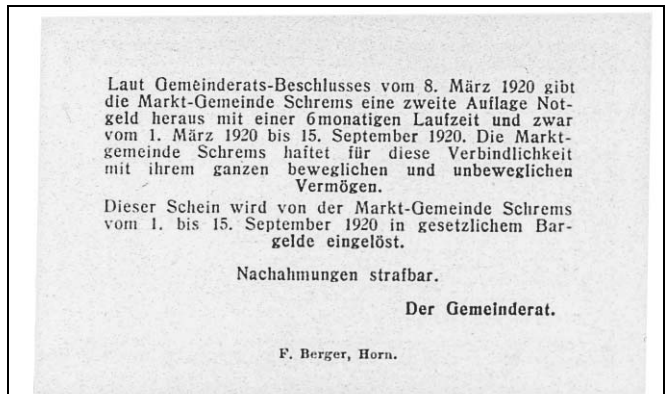 Laut Gemeinderats-Beschlusses vom 8. März 1920 gibt
die Markt-Gemeinde Schrems eine zweite Auflage Not-
geld heraus mit einer 6monatigen Laufzeit und zwar
vom 1. März 1920 bis 15. September 1920. Die Markt-
gemeinde Schrems haftet für diese Verbindlichkeit
mit ihrem ganzen beweglichen und unbeweglichen
Vermögen.
Dieser Schein wird von der Markt-Gemeinde Schrems
vom 1. bis 15. September 1920 in gesetzlichem Bar-
gelde eingelöst.
Nachahmungen strafbar.
Der Gemeinderat.
F. Berger, Horn.